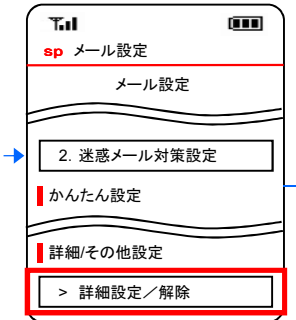 sp メール設定
メール設定
2. 迷惑メール対策設定
かんたん設定
詳細/その他設定
> 詳細設定／解除